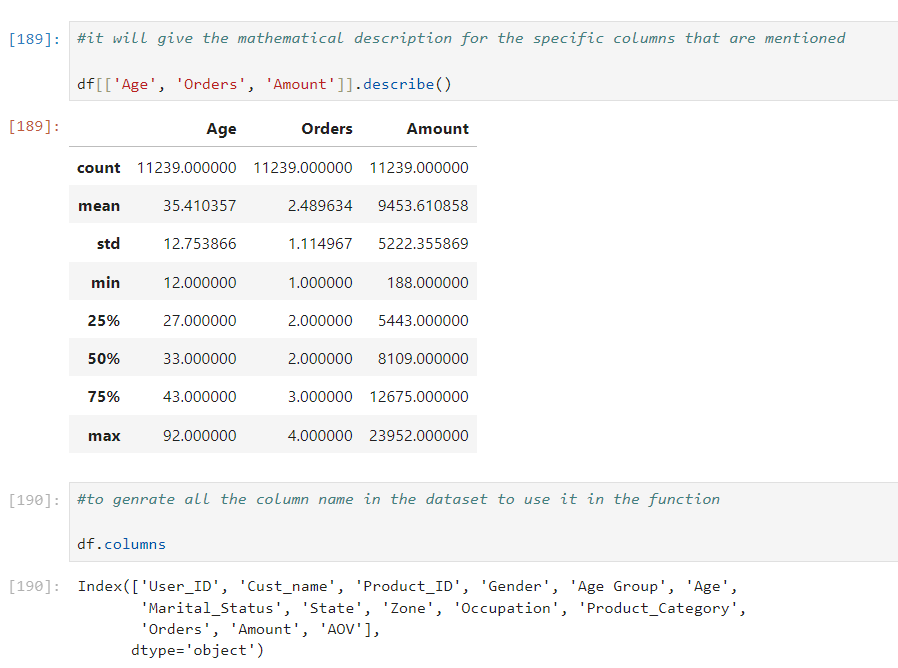 [189]: #it will give the mathematical description for the specific columns that are mentioned
df[['Age', 'Orders', 'Amount']].describe()
[189]: Age Orders Amount
count 11239.000000 11239.000000 11239.000000
mean 35.410357 2.489634 9453.610858
std 12.753866 1.114967 5222.355869
min 12.000000 1.000000 188.000000
25% 27.000000 2.000000 5443.000000
50% 33.000000 2.000000 8109.000000
75% 43.000000 3.000000 12675.000000
max 92.000000 4.000000 23952.000000
[190]: #to genrate all the column name in the dataset to use it in the function
df.columns
[190]: Index(['User_ID', 'Cust_name', 'Product_ID', 'Gender', 'Age Group', 'Age',
'Marital_Status', 'State', 'Zone', 'Occupation', 'Product_Category',
'Orders', 'Amount', 'AOV'],
dtype='object')